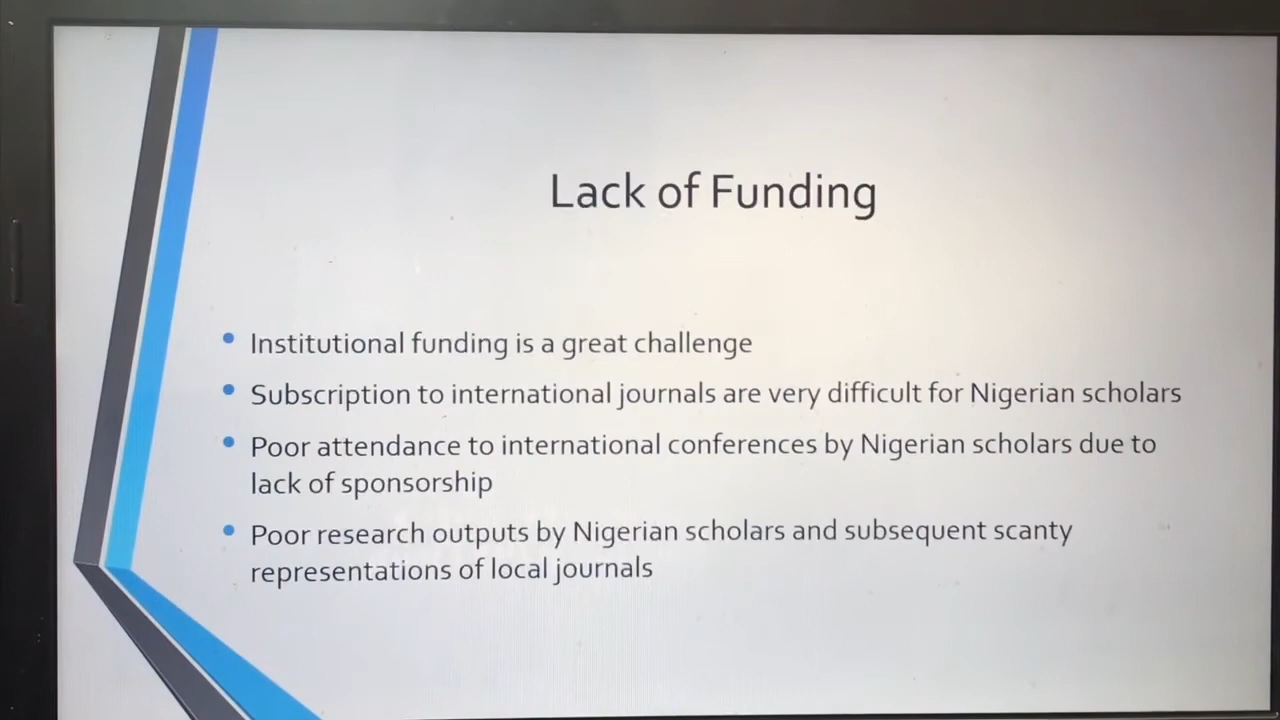 Lack of Funding
• Institutional funding is a great challenge
• Subscription to international journals are very difficult for Nigerian scholars
• Poor attendance to international conferences by Nigerian scholars due to
lack of sponsorship
• Poor research outputs by Nigerian scholars and subsequent scanty
representations of local journals